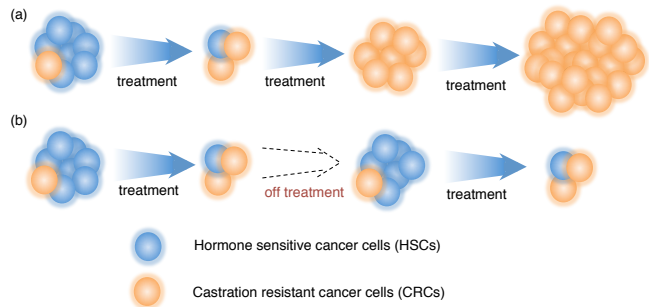 (a)
treatment treatment treatment
(b)
treatment off treatment treatment
Hormone sensitive cancer cells (HSCs)
Castration resistant cancer cells (CRCs)